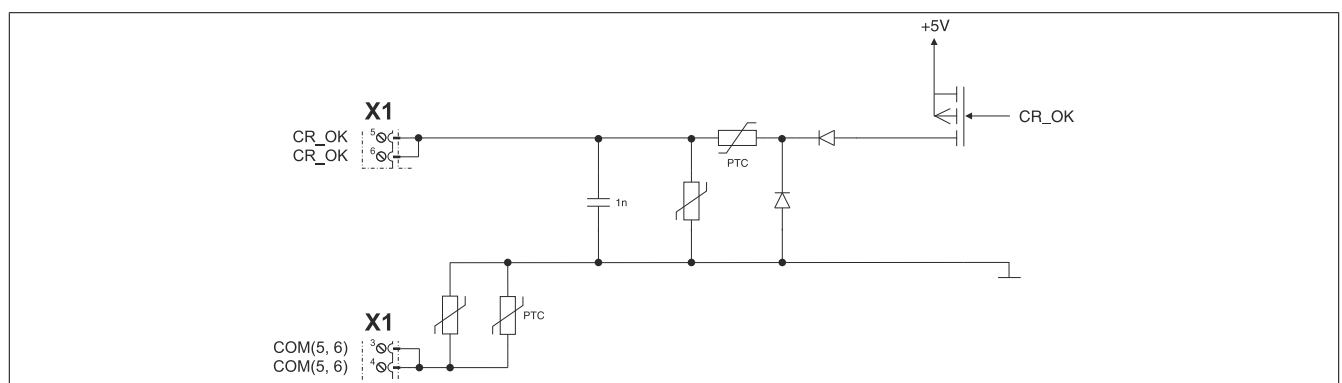 +5V
X1
CR_OK
5
CR_OK
6
CR_OK
PTC
1n
PTC
X1
COM(5, 6)
3
COM(5, 6)
4